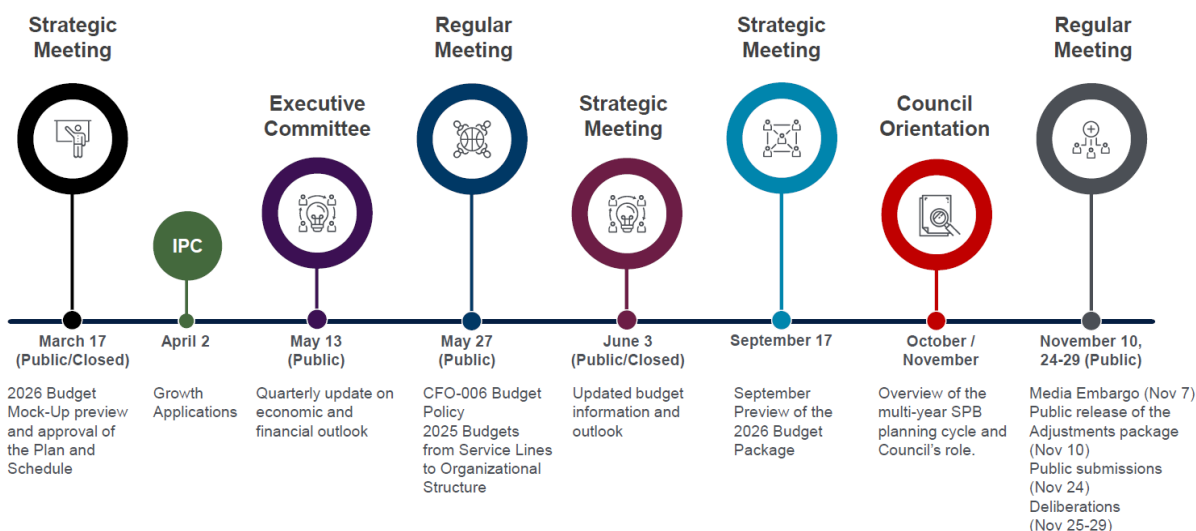 Strategic
Meeting
March 17
(Public/Closed)
2026 Budget
Mock-Up preview
and approval of
the Plan and
Schedule
IPC
April 2
Growth
Applications
Executive
Committee
May 13
(Public)
Quarterly update on
economic and
financial outlook
Regular
Meeting
May 27
(Public)
CFO-006 Budget
Policy
2025 Budgets
from Service Lines
to Organizational
Structure
Strategic
Meeting
June 3
(Public/Closed)
Updated budget
information and
outlook
Strategic
Meeting
September 17
September
Preview of the
2026 Budget
Package
Council
Orientation
October /
November
Overview of the
multi-year SPB
planning cycle and
Council’s role.
Regular
Meeting
November 10,
24-29 (Public)
Media Embargo (Nov 7)
Public release of the
Adjustments package
(Nov 10)
Public submissions
(Nov 24)
Deliberations
(Nov 25-29)